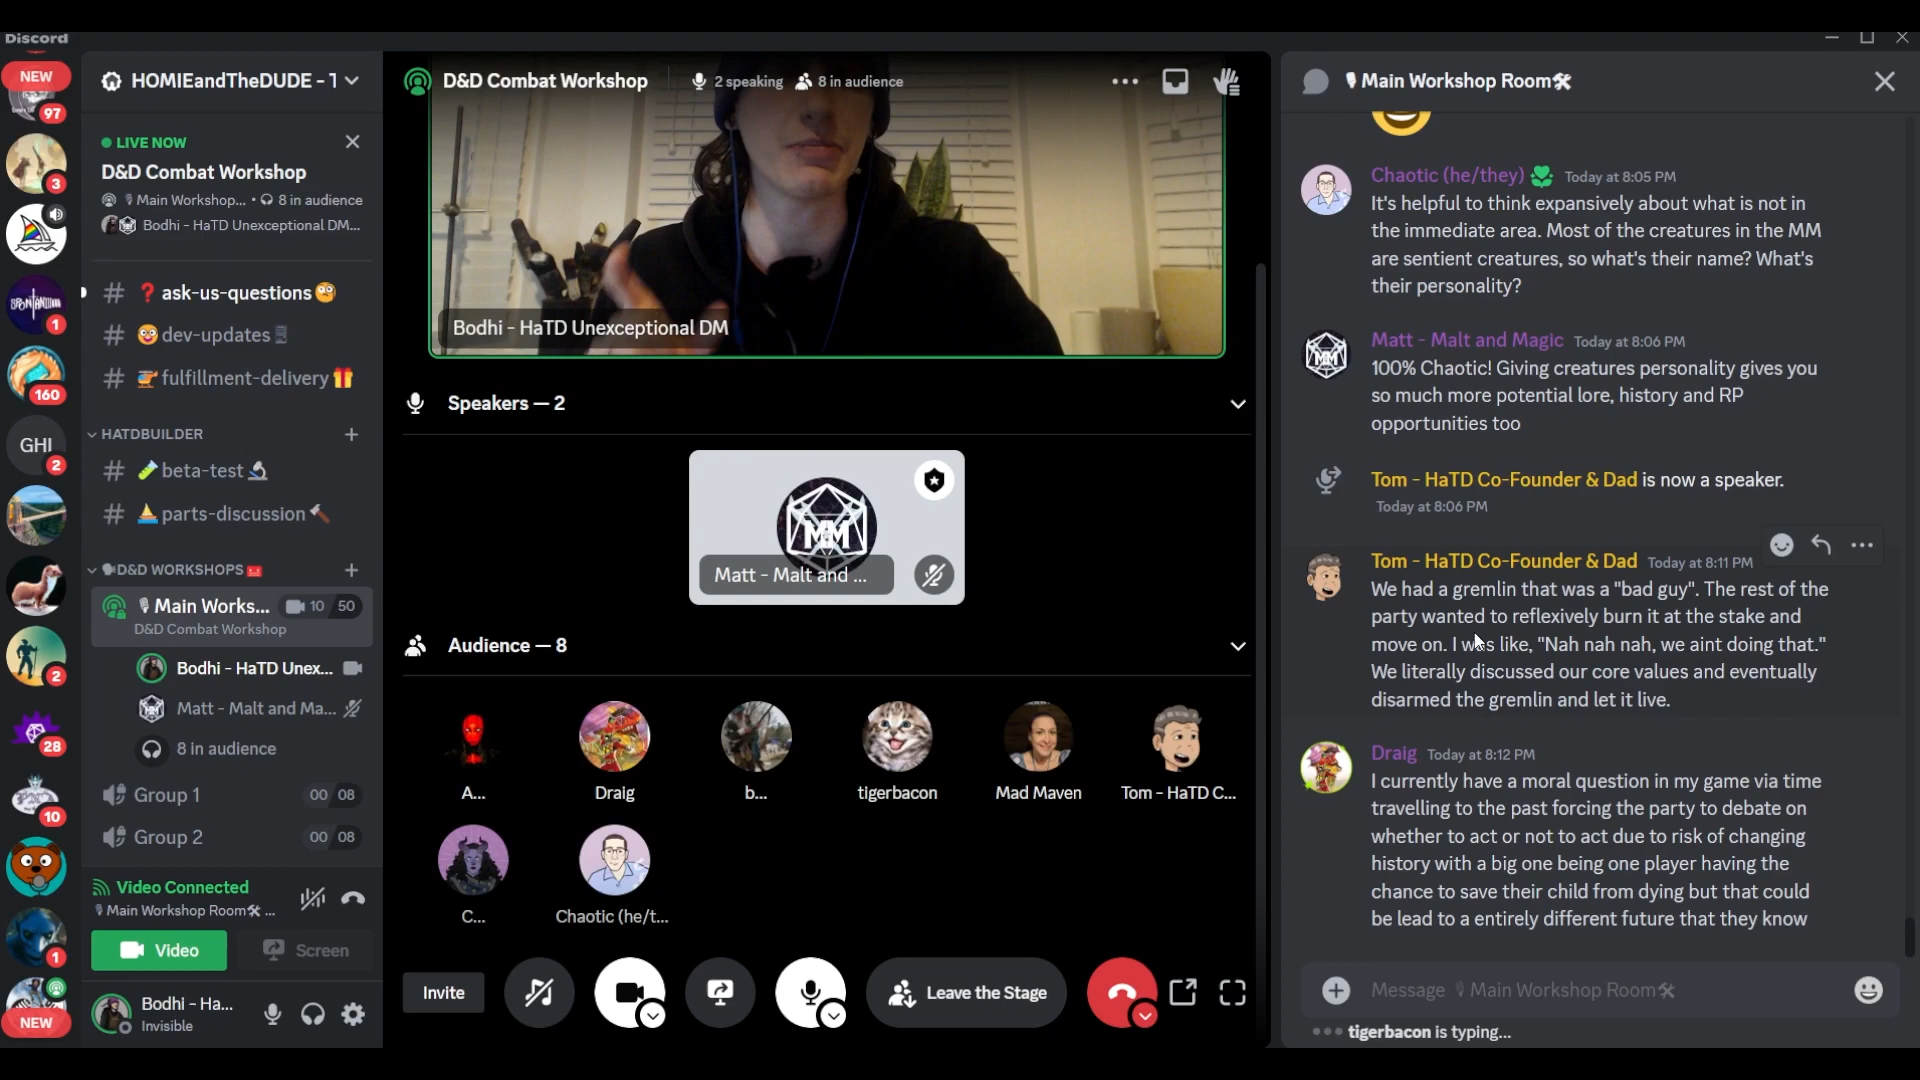 Discord
NEW
97
3
1
160
GHI
2
2
28
10
1
NEW
HOMIEandTheDUDE - T
LIVE NOW
D&D Combat Workshop
Main Workshop... • 8 in audience
Bodhi - HaTD Unexceptional DM...
# ❓ask-us-questions🧐
# dev-updates
# fulfillment-delivery🎁
HATDBUILDER
# 🧪beta-test🔬
# ⛵parts-discussion🔨
D&D WORKSHOPS
🎙Main Works... 10 50
D&D Combat Workshop
Bodhi - HaTD Unex...
Matt - Malt and Ma...
8 in audience
Group 1 00 08
Group 2 00 08
Video Connected
🎙Main Workshop Room🛠 ...
Video Screen
Bodhi - Ha...
Invisible
D&D Combat Workshop 2 speaking 8 in audience
Bodhi - HaTD Unexceptional DM
Speakers — 2
MM
Matt - Malt and ...
Audience — 8
A... Draig b... tigerbacon Mad Maven Tom - HaTD C...
C... Chaotic (he/t...
Invite Leave the Stage
🎙Main Workshop Room🛠
Chaotic (he/they) Today at 8:05 PM
It's helpful to think expansively about what is not in
the immediate area. Most of the creatures in the MM
are sentient creatures, so what's their name? What's
their personality?
Matt - Malt and Magic Today at 8:06 PM
100% Chaotic! Giving creatures personality gives you
so much more potential lore, history and RP
opportunities too
Tom - HaTD Co-Founder & Dad is now a speaker.
Today at 8:06 PM
Tom - HaTD Co-Founder & Dad Today at 8:11 PM
We had a gremlin that was a "bad guy". The rest of the
party wanted to reflexively burn it at the stake and
move on. I was like, "Nah nah nah, we aint doing that."
We literally discussed our core values and eventually
disarmed the gremlin and let it live.
Draig Today at 8:12 PM
I currently have a moral question in my game via time
travelling to the past forcing the party to debate on
whether to act or not to act due to risk of changing
history with a big one being one player having the
chance to save their child from dying but that could
be lead to a entirely different future that they know
Message 🎙Main Workshop Room🛠
tigerbacon is typing...